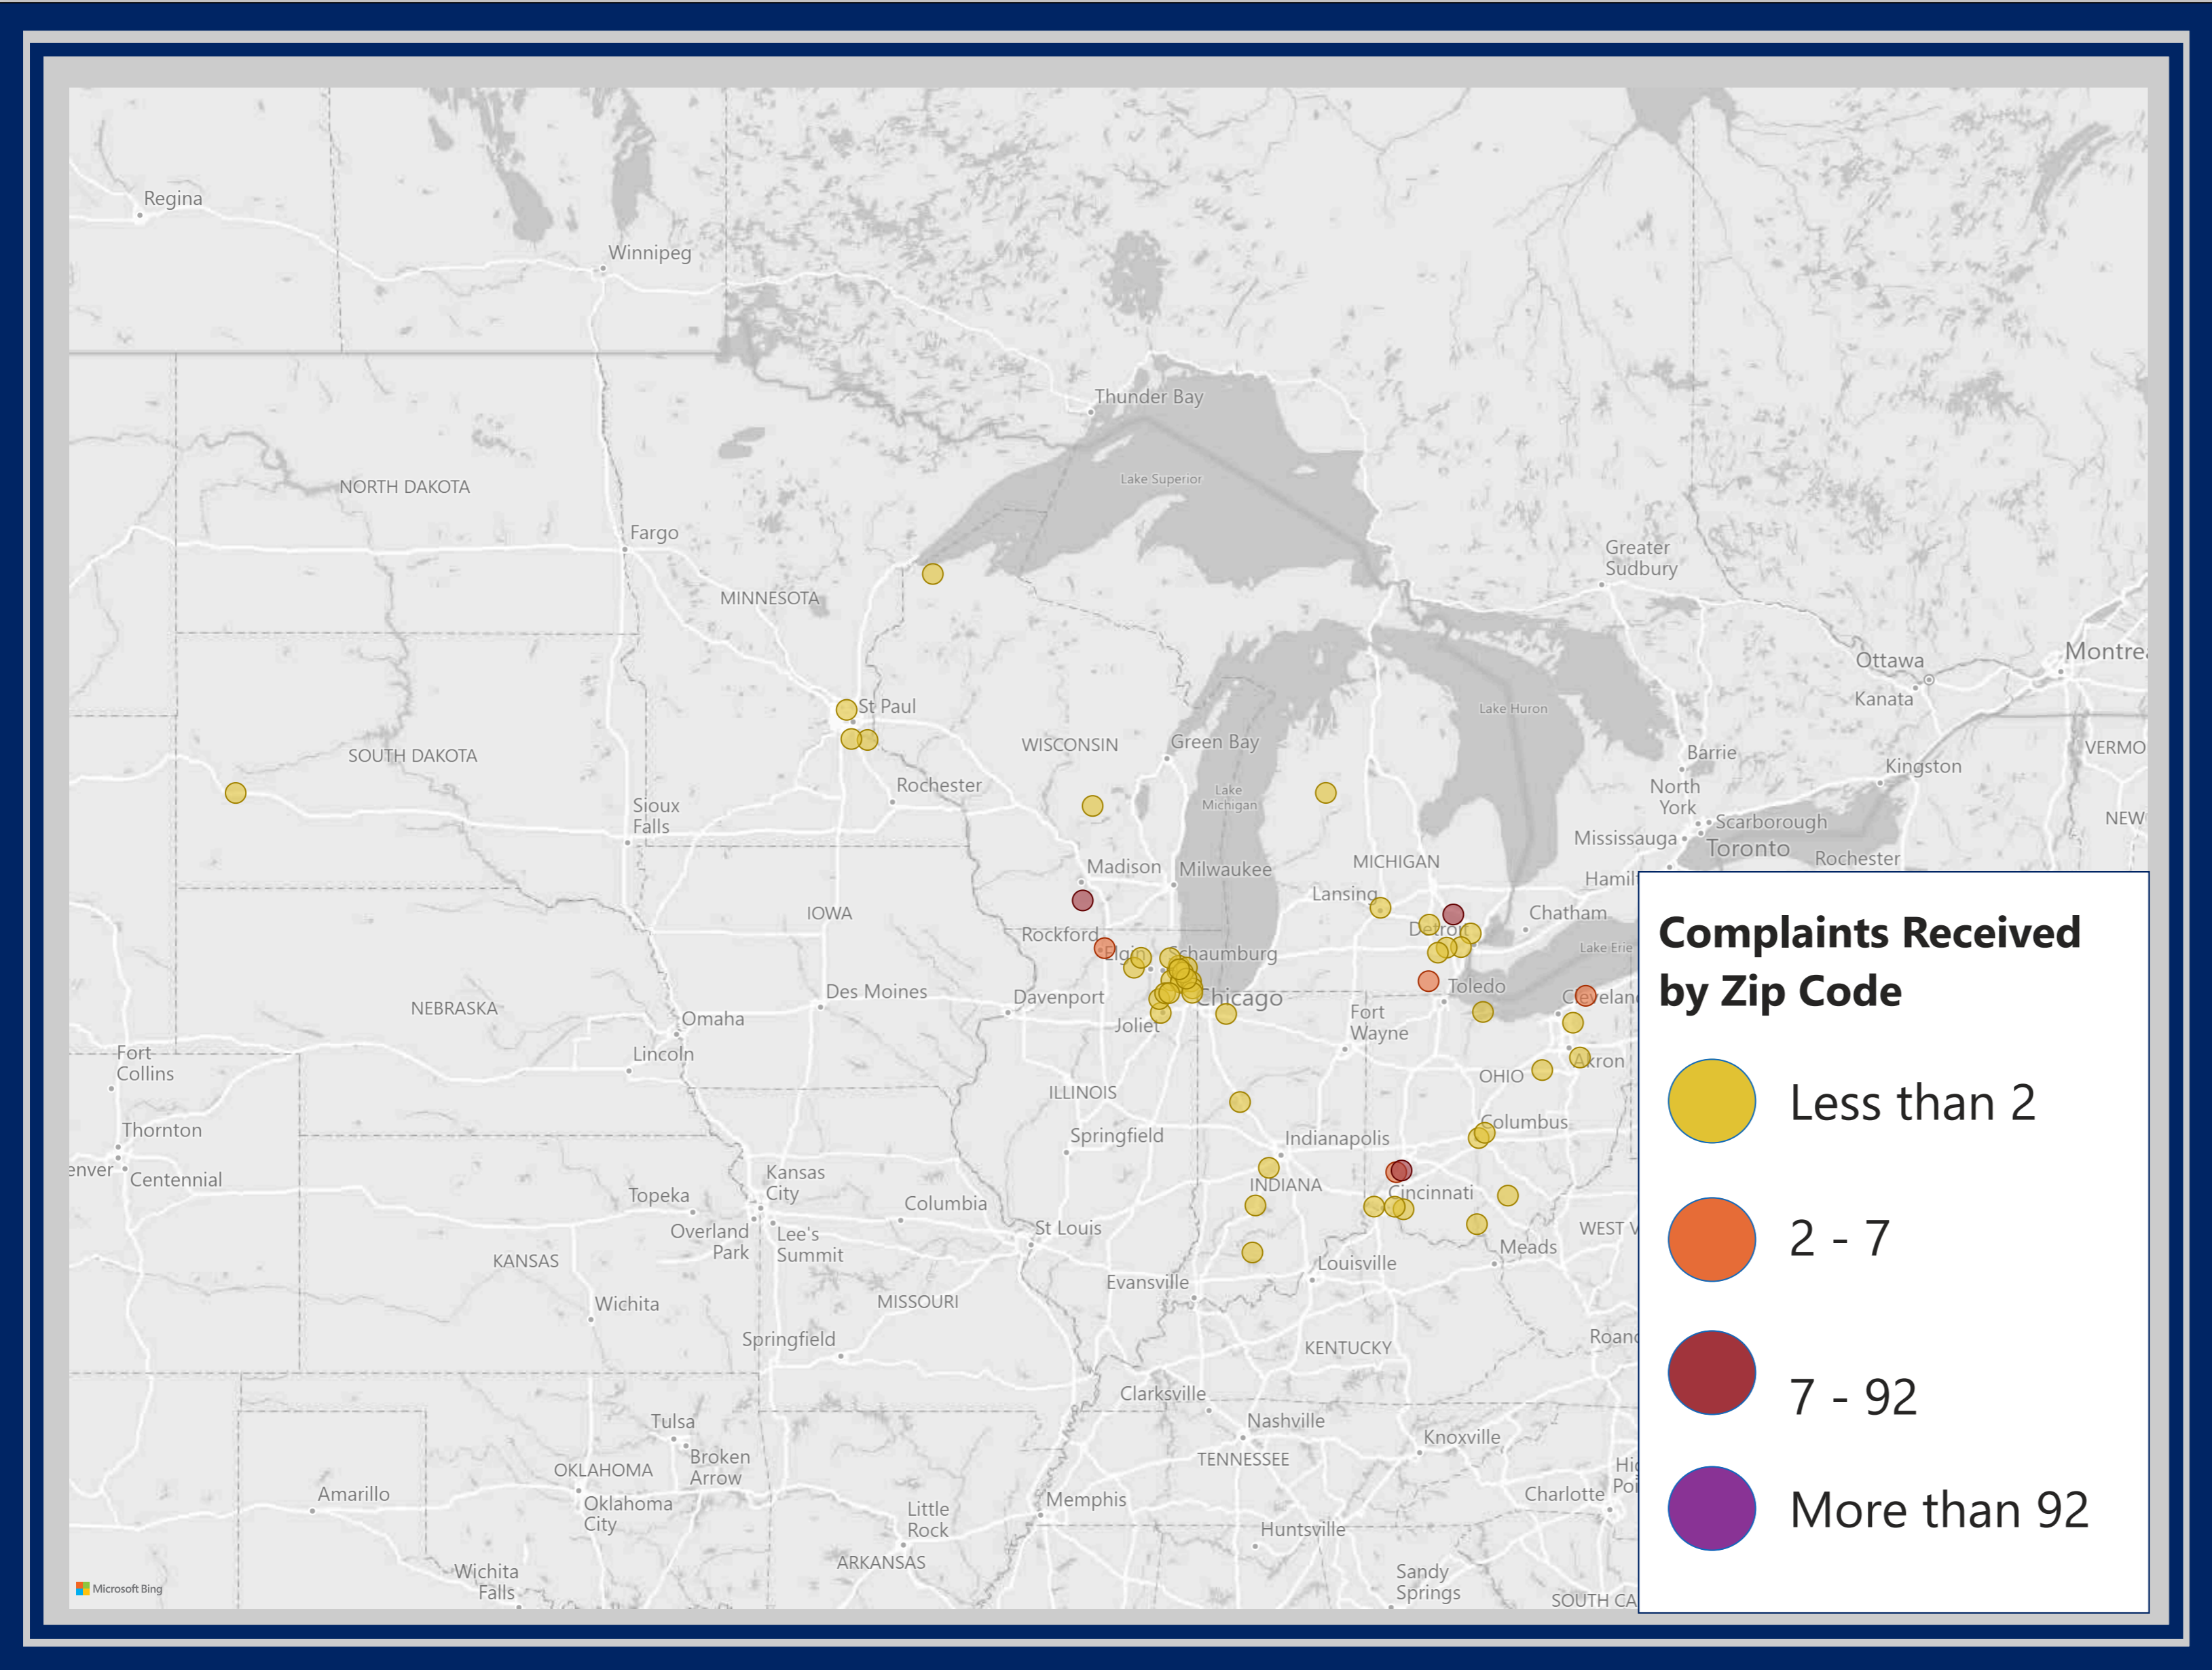 Regina
Winnipeg
Thunder Bay
Lake Superior
NORTH DAKOTA
Fargo
Greater
Sudbury
MINNESOTA
Ottawa
Montre
Kanata
St Paul
Lake Huron
WISCONSIN
Green Bay
Barrie
VERMO
SOUTH DAKOTA
Kingston
Rochester
Lake
Michigan
North
York
Sioux
Falls
Scarborough
NEW
Mississauga
Toronto
Rochester
MICHIGAN
Madison
Milwaukee
Hamil
Lansing
IOWA
Chatham
Detroit
Rockford
Lake Erie
Elgin
Schaumburg
Toledo
Des Moines
Davenport
Chicago
Cleveland
NEBRASKA
Omaha
Joliet
Fort
Wayne
Fort
Collins
Lincoln
Akron
OHIO
ILLINOIS
Columbus
Thornton
Springfield
Indianapolis
enver
Centennial
Kansas
City
INDIANA
Cincinnati
Topeka
Columbia
Overland
Park
Lee's
Summit
St Louis
WEST V
Meads
KANSAS
Louisville
Evansville
Wichita
MISSOURI
Springfield
Roano
KENTUCKY
Clarksville
Tulsa
Nashville
Knoxville
Broken
Arrow
TENNESSEE
OKLAHOMA
Hig
Poi
Amarillo
Memphis
Charlotte
Oklahoma
City
Little
Rock
Huntsville
ARKANSAS
Wichita
Falls
Sandy
Springs
SOUTH CA
Microsoft Bing
Complaints Received
by Zip Code
Less than 2
2 - 7
7 - 92
More than 92